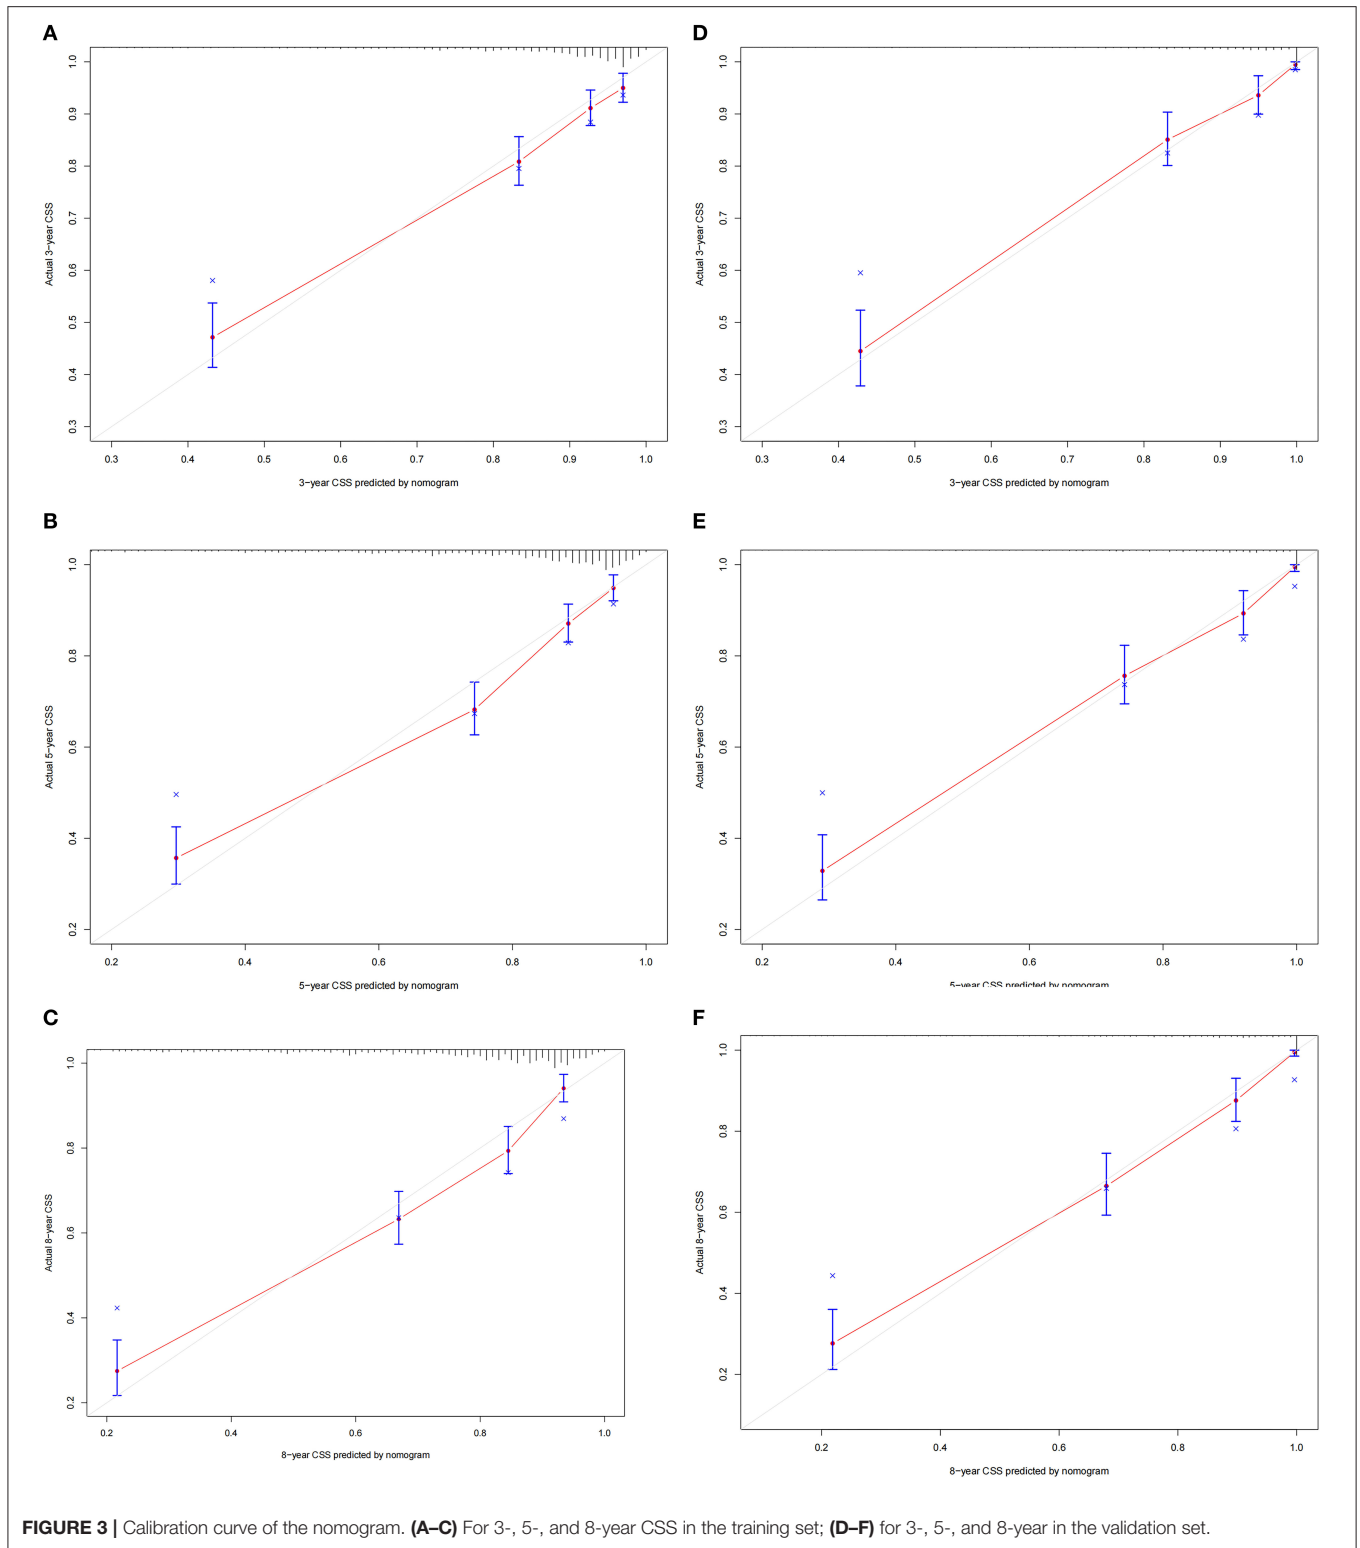 A
1.0
0.9
0.8
0.7
0.6
0.5
0.4
0.3
Actual 3−year CSS
0.3 0.4 0.5 0.6 0.7 0.8 0.9 1.0
3−year CSS predicted by nomogram
D
1.0
0.9
0.8
0.7
0.6
0.5
0.4
0.3
Actual 3−year CSS
0.3 0.4 0.5 0.6 0.7 0.8 0.9 1.0
3−year CSS predicted by nomogram
B
1.0
0.8
0.6
0.4
0.2
Actual 5−year CSS
0.2 0.4 0.6 0.8 1.0
5−year CSS predicted by nomogram
E
1.0
0.8
0.6
0.4
0.2
Actual 5−year CSS
0.2 0.4 0.6 0.8 1.0
5−year CSS predicted by nomogram
C
1.0
0.8
0.6
0.4
0.2
Actual 8−year CSS
0.2 0.4 0.6 0.8 1.0
8−year CSS predicted by nomogram
F
1.0
0.8
0.6
0.4
0.2
Actual 8−year CSS
0.2 0.4 0.6 0.8 1.0
8−year CSS predicted by nomogram
FIGURE 3 | Calibration curve of the nomogram. (A–C) For 3-, 5-, and 8-year CSS in the training set; (D–F) for 3-, 5-, and 8-year in the validation set.